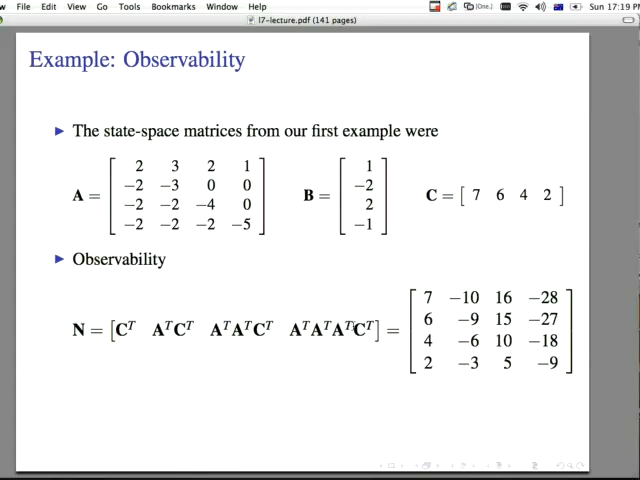 w File Edit View Go Tools Bookmarks Window Help (One.) Sun 17:19 PM
l7-lecture.pdf (141 pages)
Example: Observability
The state-space matrices from our first example were
A = [ 2 3 2 1
−2 −3 0 0
−2 −2 −4 0
−2 −2 −2 −5 ]
B = [ 1
−2
2
−1 ]
C = [ 7 6 4 2 ]
Observability
N = [C^T A^T C^T A^T A^T C^T A^T A^T A^T C^T] =
[ 7 −10 16 −28
6 −9 15 −27
4 −6 10 −18
2 −3 5 −9 ]